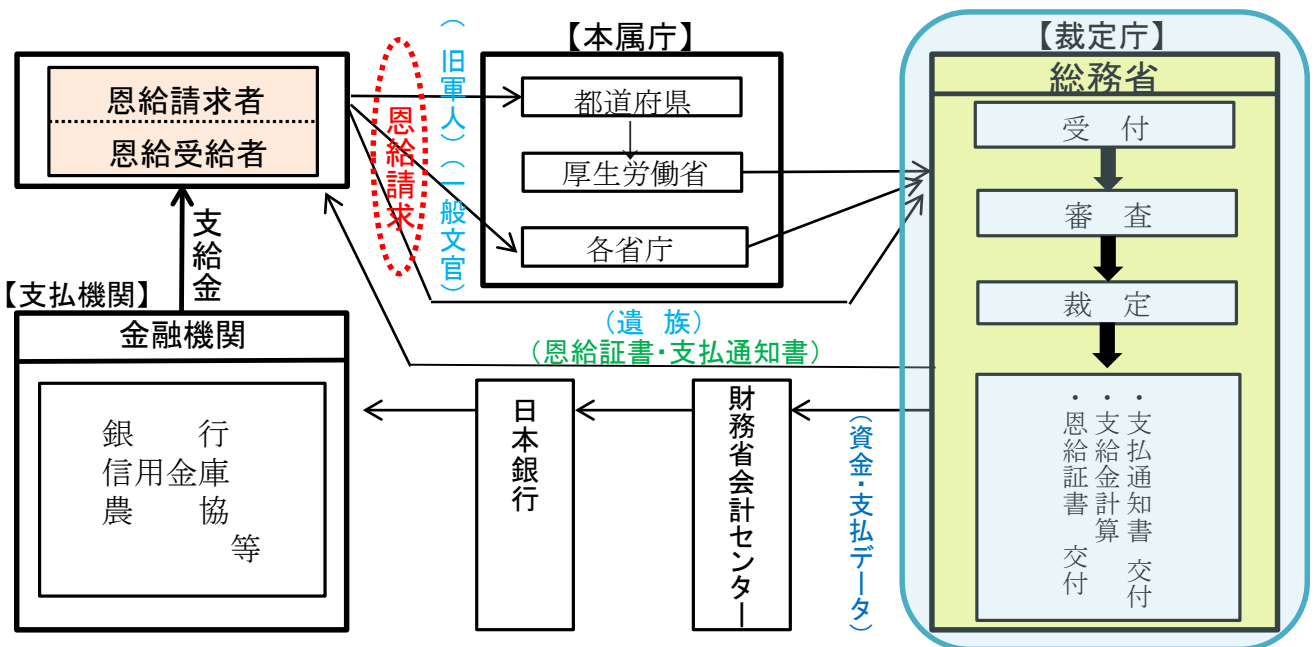 恩給請求者
恩給受給者
恩給請求
（旧軍人）
（一般文官）
【本属庁】
都道府県
厚生労働省
各省庁
【裁定庁】
総務省
受　付
審　査
裁　定
・支払通知書 交付
・支給金計算
・恩給証書 交付
（遺　族）
（恩給証書・支払通知書）
（資金・支払データ）
財務省会計センター
日本銀行
【支払機関】
金融機関
銀　　行
信用金庫
農　　協
等
支給金